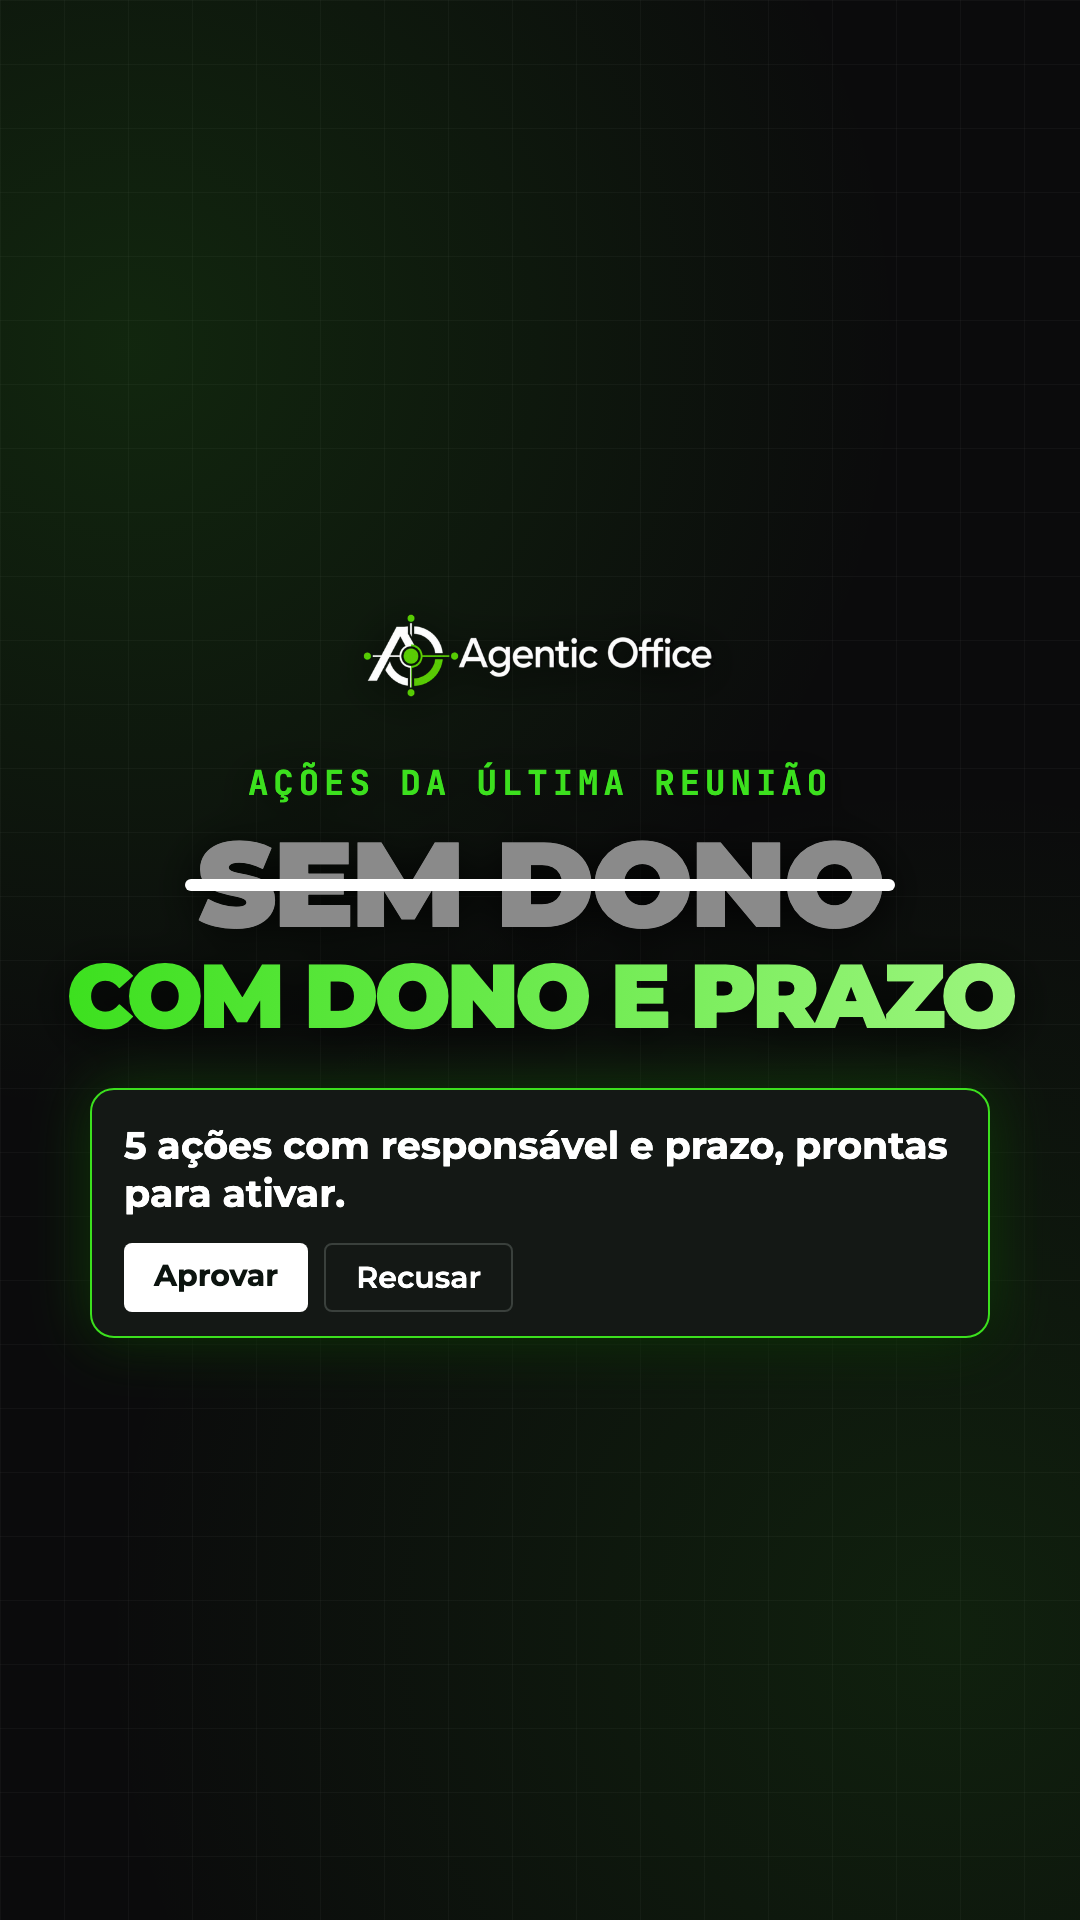 Agentic Office
AÇÕES DA ÚLTIMA REUNIÃO
SEM DONO
COM DONO E PRAZO
5 ações com responsável e prazo, prontas
para ativar.
Aprovar
Recusar